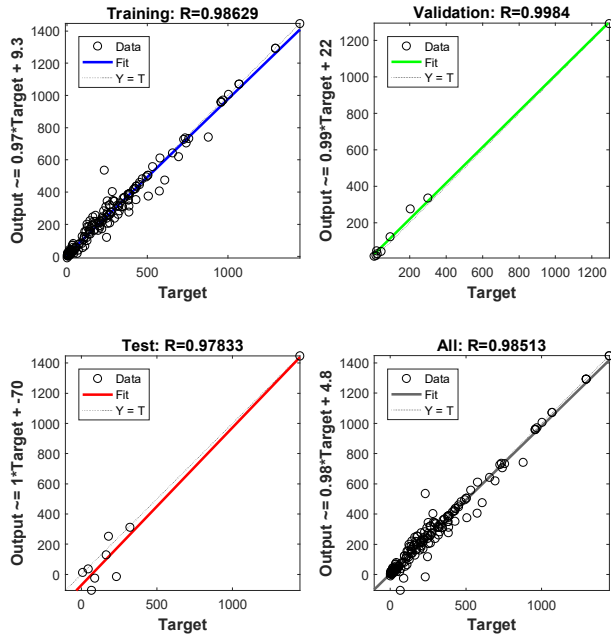 Training: R=0.98629
Output ~= 0.97*Target + 9.3
1400
1200
1000
800
600
400
200
0
Data
Fit
Y = T
0
500
1000
Target
Validation: R=0.9984
Output ~= 0.99*Target + 22
1200
1000
800
600
400
200
Data
Fit
Y = T
200
400
600
800
1000
1200
Target
Test: R=0.97833
Output ~= 1*Target + -70
1400
1200
1000
800
600
400
200
0
Data
Fit
Y = T
0
500
1000
Target
All: R=0.98513
Output ~= 0.98*Target + 4.8
1400
1200
1000
800
600
400
200
0
Data
Fit
Y = T
0
500
1000
Target